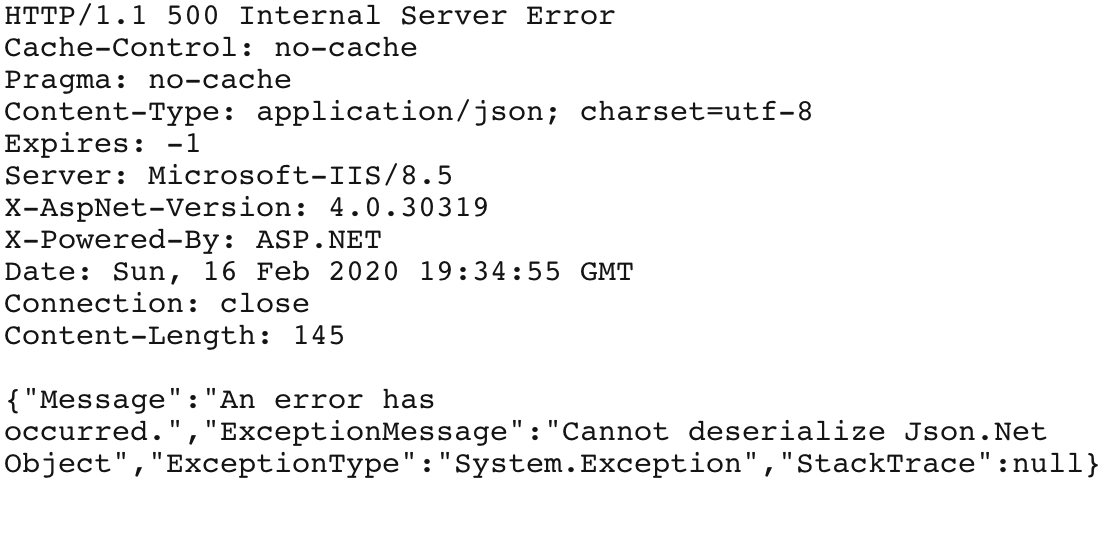 HTTP/1.1 500 Internal Server Error
Cache-Control: no-cache
Pragma: no-cache
Content-Type: application/json; charset=utf-8
Expires: -1
Server: Microsoft-IIS/8.5
X-AspNet-Version: 4.0.30319
X-Powered-By: ASP.NET
Date: Sun, 16 Feb 2020 19:34:55 GMT
Connection: close
Content-Length: 145

{"Message":"An error has
occurred.","ExceptionMessage":"Cannot deserialize Json.Net
Object","ExceptionType":"System.Exception","StackTrace":null}